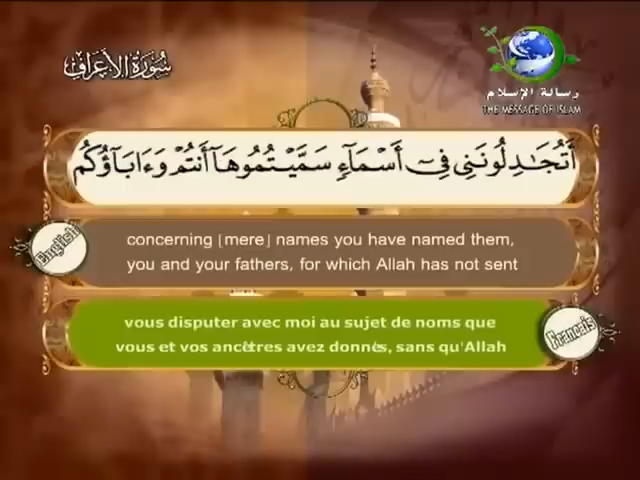 سورة الأعراف
رسالة الإسلام
THE MESSAGE OF ISLAM
أَتُجَٰدِلُونَنِى فِىٓ أَسْمَآءٍ سَمَّيْتُمُوهَآ أَنتُمْ وَءَابَآؤُكُم
English
concerning [mere] names you have named them,
you and your fathers, for which Allah has not sent
vous disputer avec moi au sujet de noms que
vous et vos ancêtres avez donnés, sans qu'Allah
Français